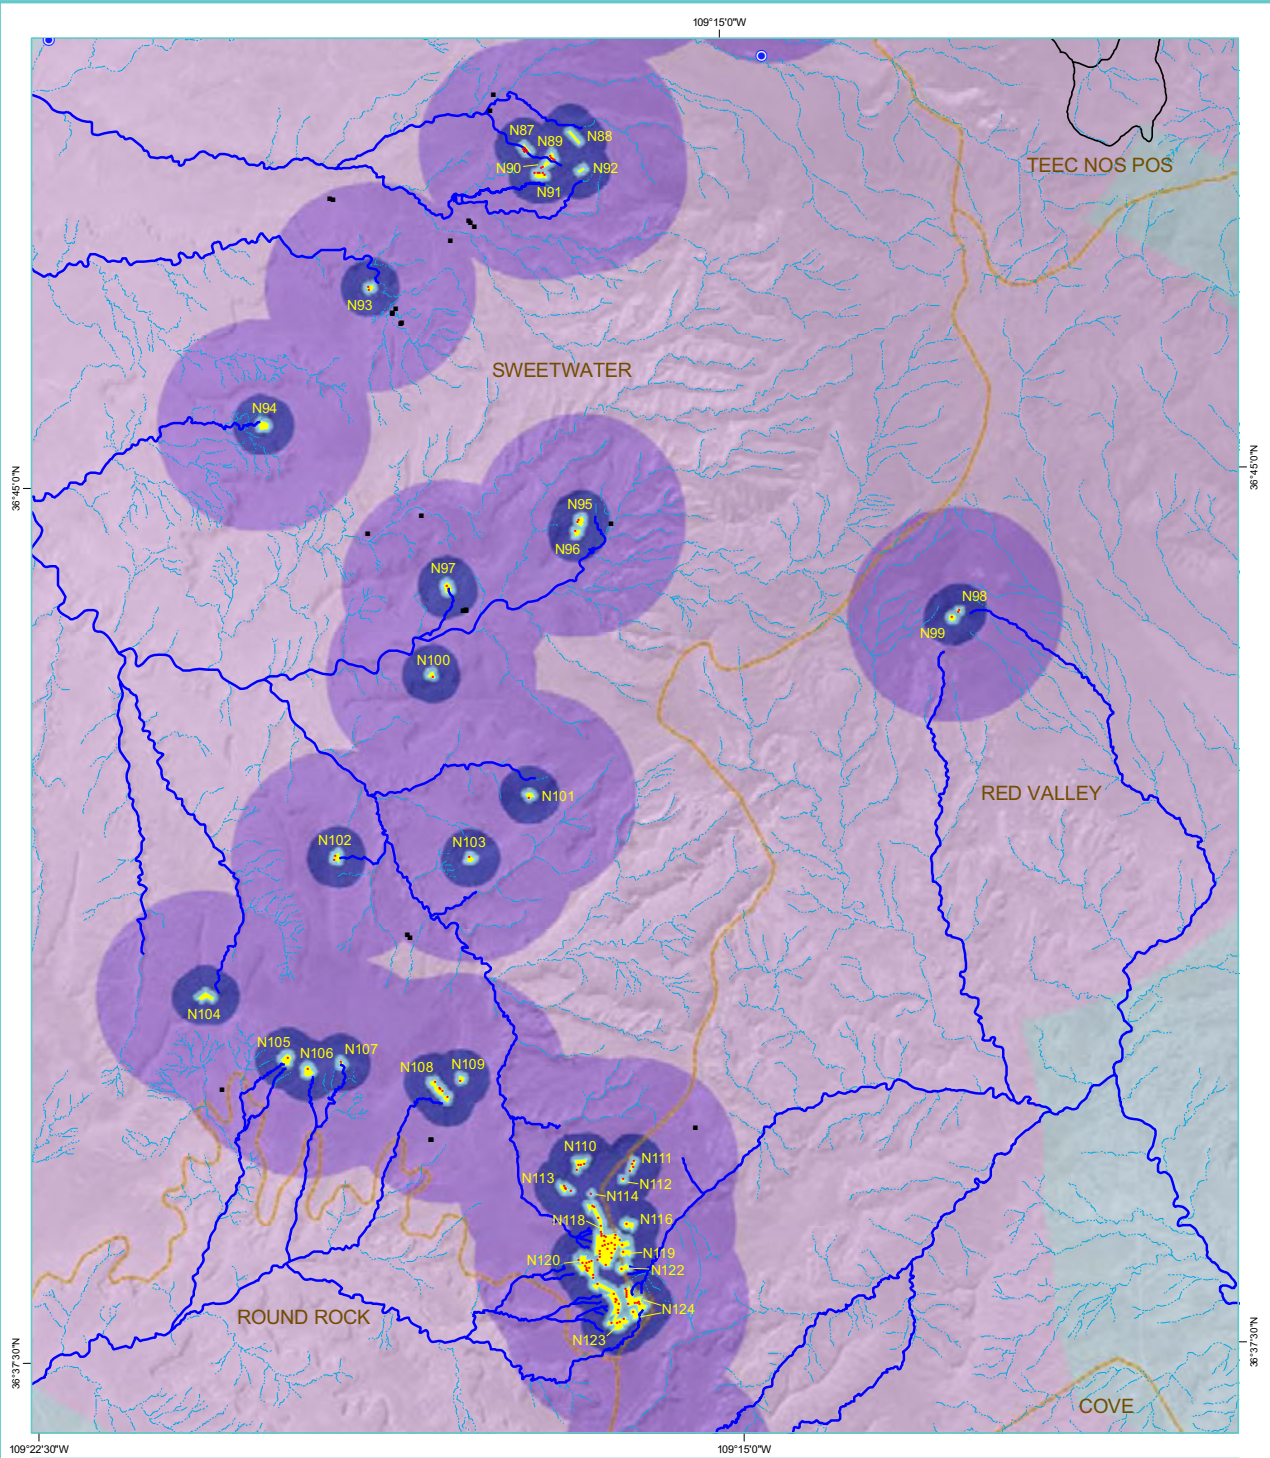 109°15'0"W
N87
N88
N89
N90
N92
N91
TEEC NOS POS
N93
SWEETWATER
N94
36°45'0"N
36°45'0"N
N95
N96
N97
N98
N99
N100
RED VALLEY
N101
N102
N103
N104
N105
N106
N107
N108
N109
N110
N111
N113
N112
N114
N118
N116
N119
N120
N122
N124
ROUND ROCK
N123
36°37'30"N
36°37'30"N
COVE
109°22'30"W
109°15'0"W